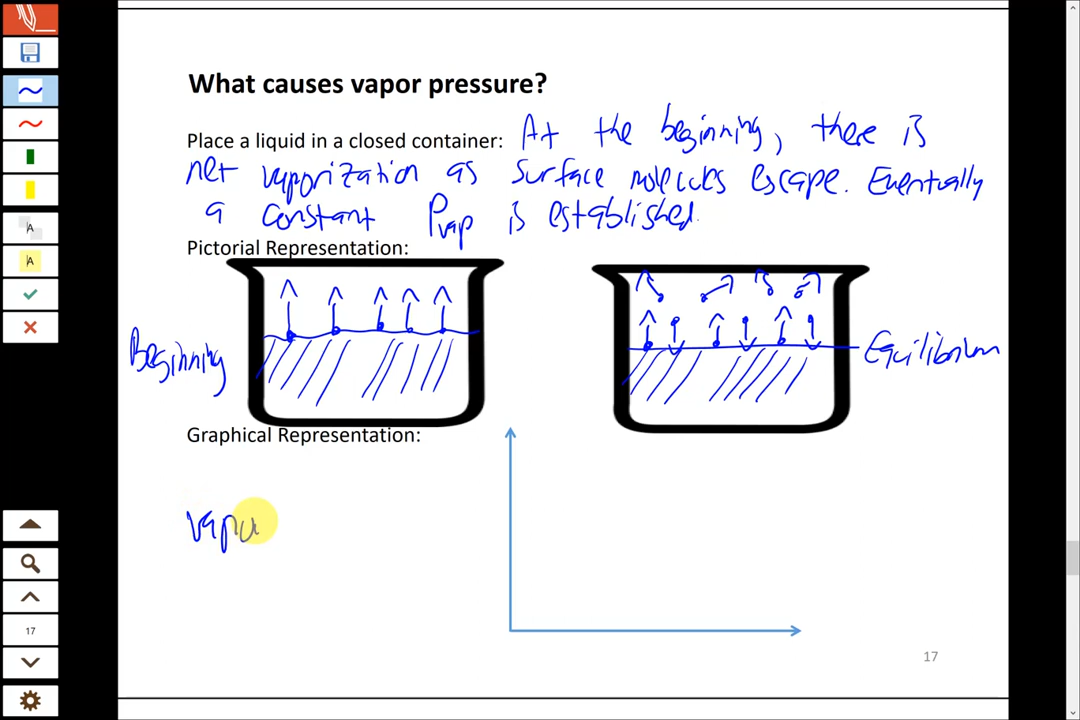 What causes vapor pressure?
Place a liquid in a closed container: At the beginning, there is
net vaporization as surface molecules escape. Eventually
a constant Pvap is established.
Pictorial Representation:
Beginning
Equilibrium
Graphical Representation:
vapo
17
17
A
A